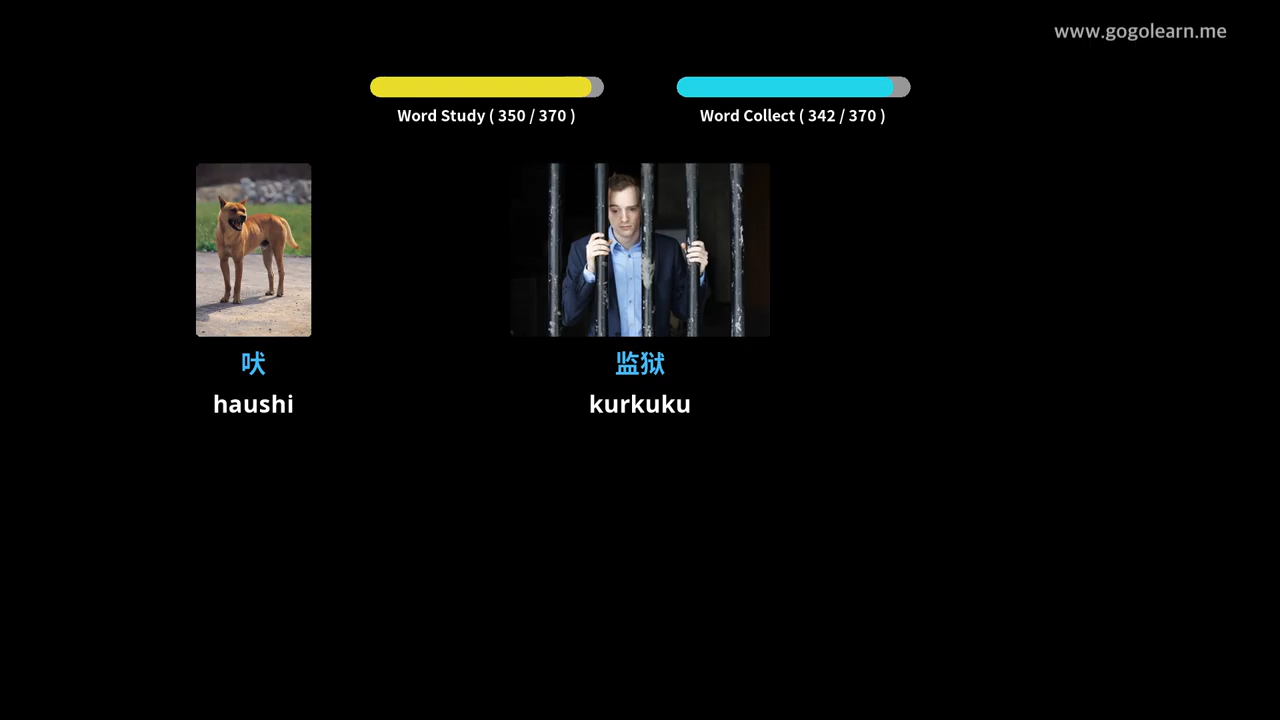 www.gogolearn.me
Word Study ( 350 / 370 )
Word Collect ( 342 / 370 )
吠
监狱
haushi
kurkuku